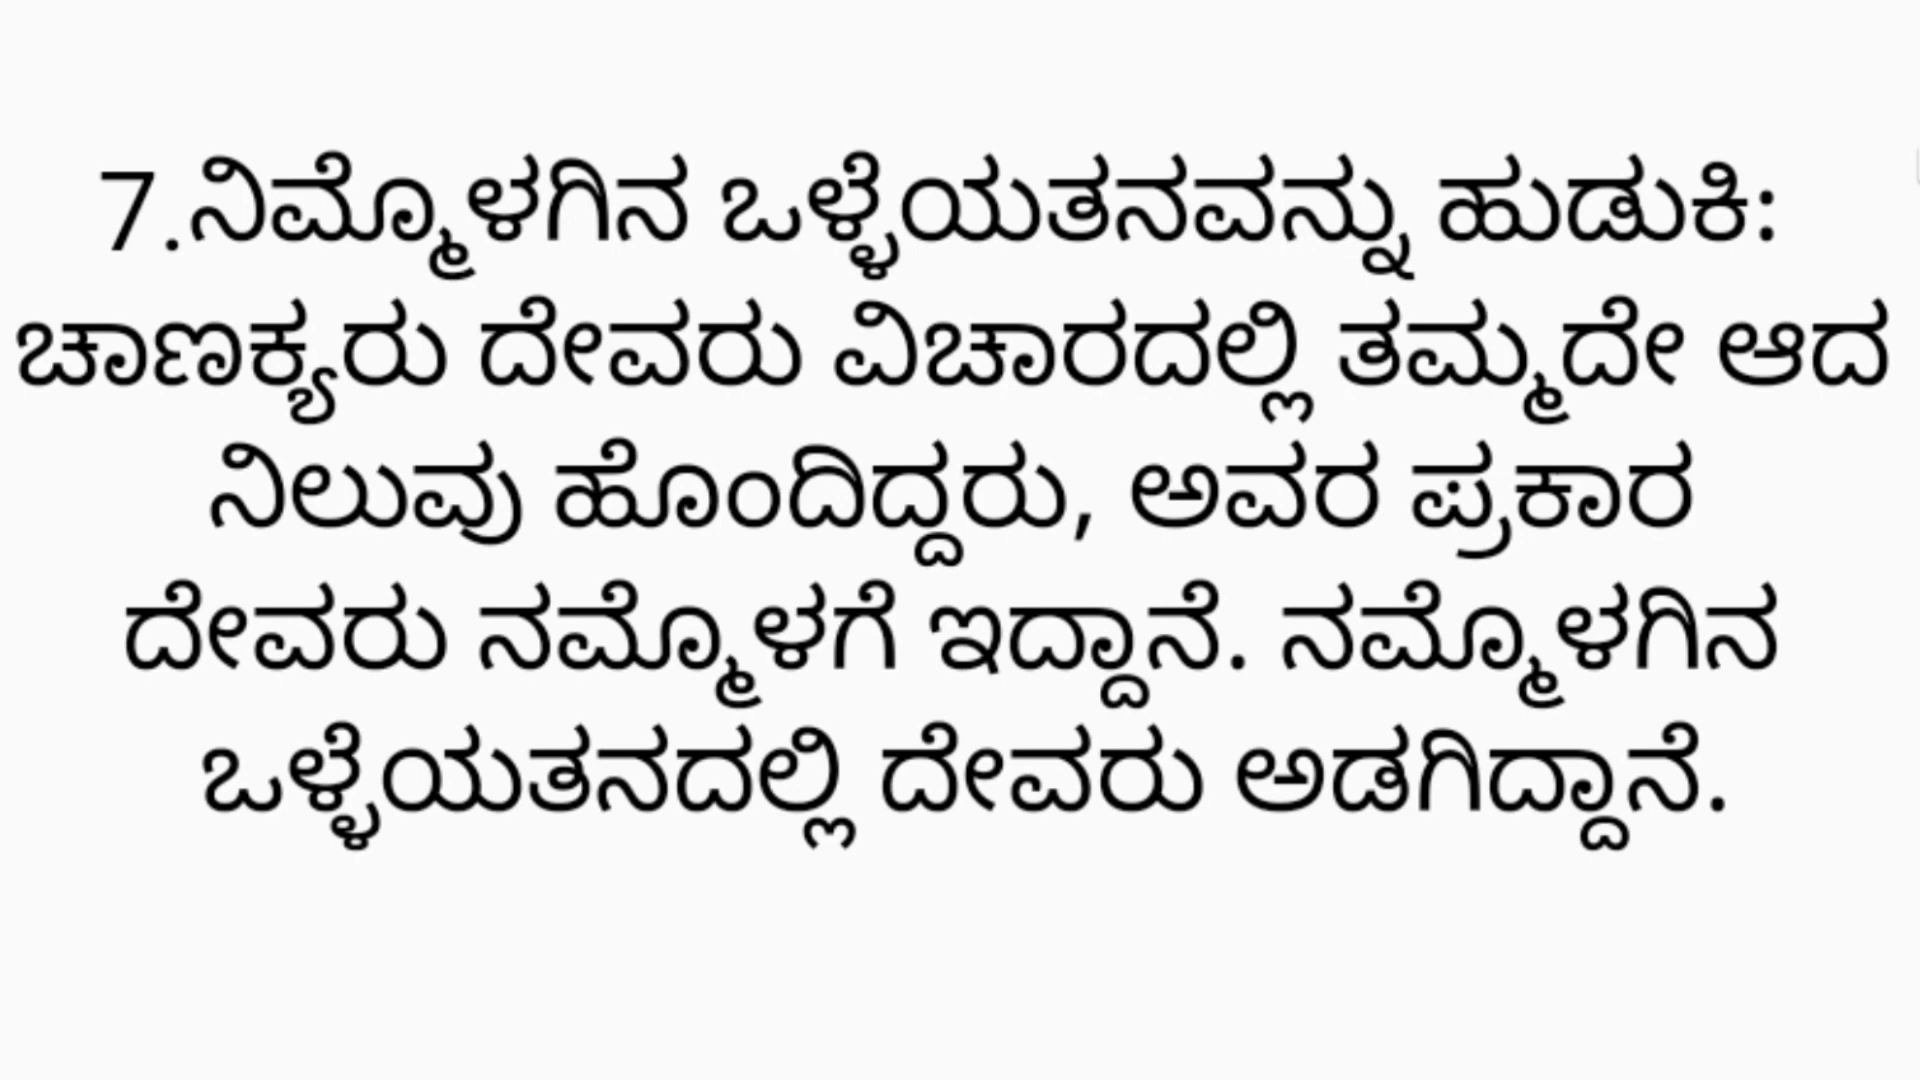 7.ನಿಮ್ಮೊಳಗಿನ ಒಳ್ಳೆಯತನವನ್ನು ಹುಡುಕಿ:
ಚಾಣಕ್ಯರು ದೇವರು ವಿಚಾರದಲ್ಲಿ ತಮ್ಮದೇ ಆದ
ನಿಲುವು ಹೊಂದಿದ್ದರು, ಅವರ ಪ್ರಕಾರ
ದೇವರು ನಮ್ಮೊಳಗೆ ಇದ್ದಾನೆ. ನಮ್ಮೊಳಗಿನ
ಒಳ್ಳೆಯತನದಲ್ಲಿ ದೇವರು ಅಡಗಿದ್ದಾನೆ.